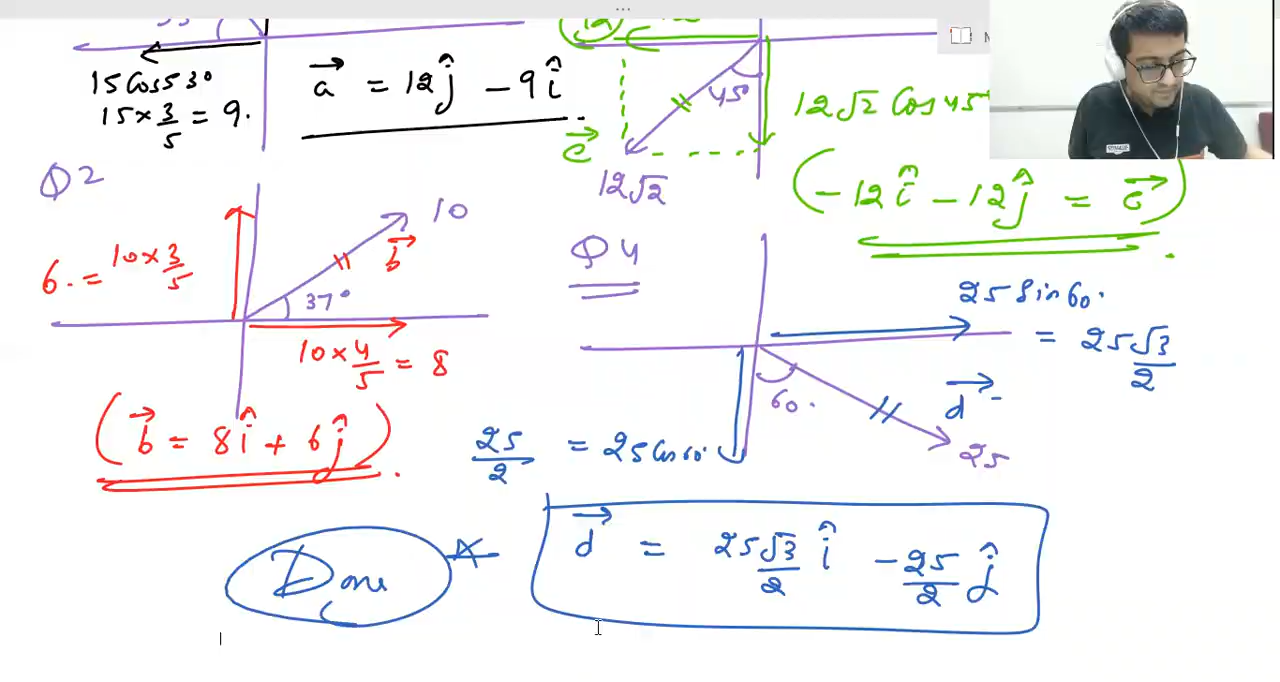 15 Cos 53°
15 × 3/5 = 9.
a⃗ = 12ĵ − 9î
45°
c⃗
12√2
12√2 Cos 45°
(−12î − 12ĵ = c⃗)
Q2
10
b⃗
37°
6. = 10 × 3/5
10 × 4/5 = 8
(b⃗ = 8î + 6ĵ).
Q4
25 Sin 60°
= 25√3/2
60.
d⃗
25
25/2 = 25 Cos 60°
d⃗ = 25√3/2 î − 25/2 ĵ
Done